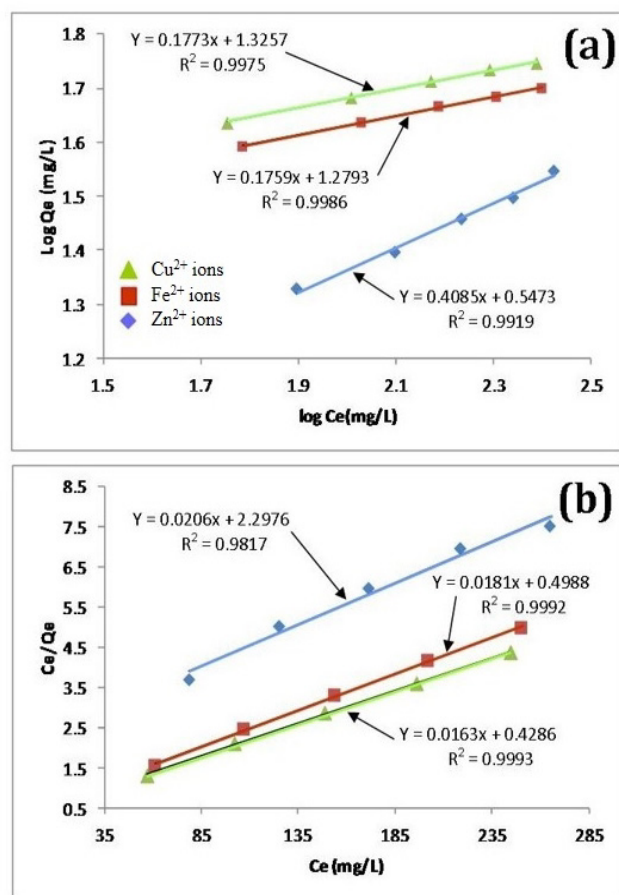 (a)
Y = 0.1773x + 1.3257
R² = 0.9975
Y = 0.1759x + 1.2793
R² = 0.9986
Y = 0.4085x + 0.5473
R² = 0.9919
Cu²⁺ ions
Fe²⁺ ions
Zn²⁺ ions
Log Qe (mg/L)
1.8
1.7
1.6
1.5
1.4
1.3
1.2
1.5
1.7
1.9
2.1
2.3
2.5
log Ce(mg/L)
(b)
Y = 0.0206x + 2.2976
R² = 0.9817
Y = 0.0181x + 0.4988
R² = 0.9992
Y = 0.0163x + 0.4286
R² = 0.9993
Ce/Qe
8.5
7.5
6.5
5.5
4.5
3.5
2.5
1.5
0.5
35
85
135
185
235
285
Ce (mg/L)